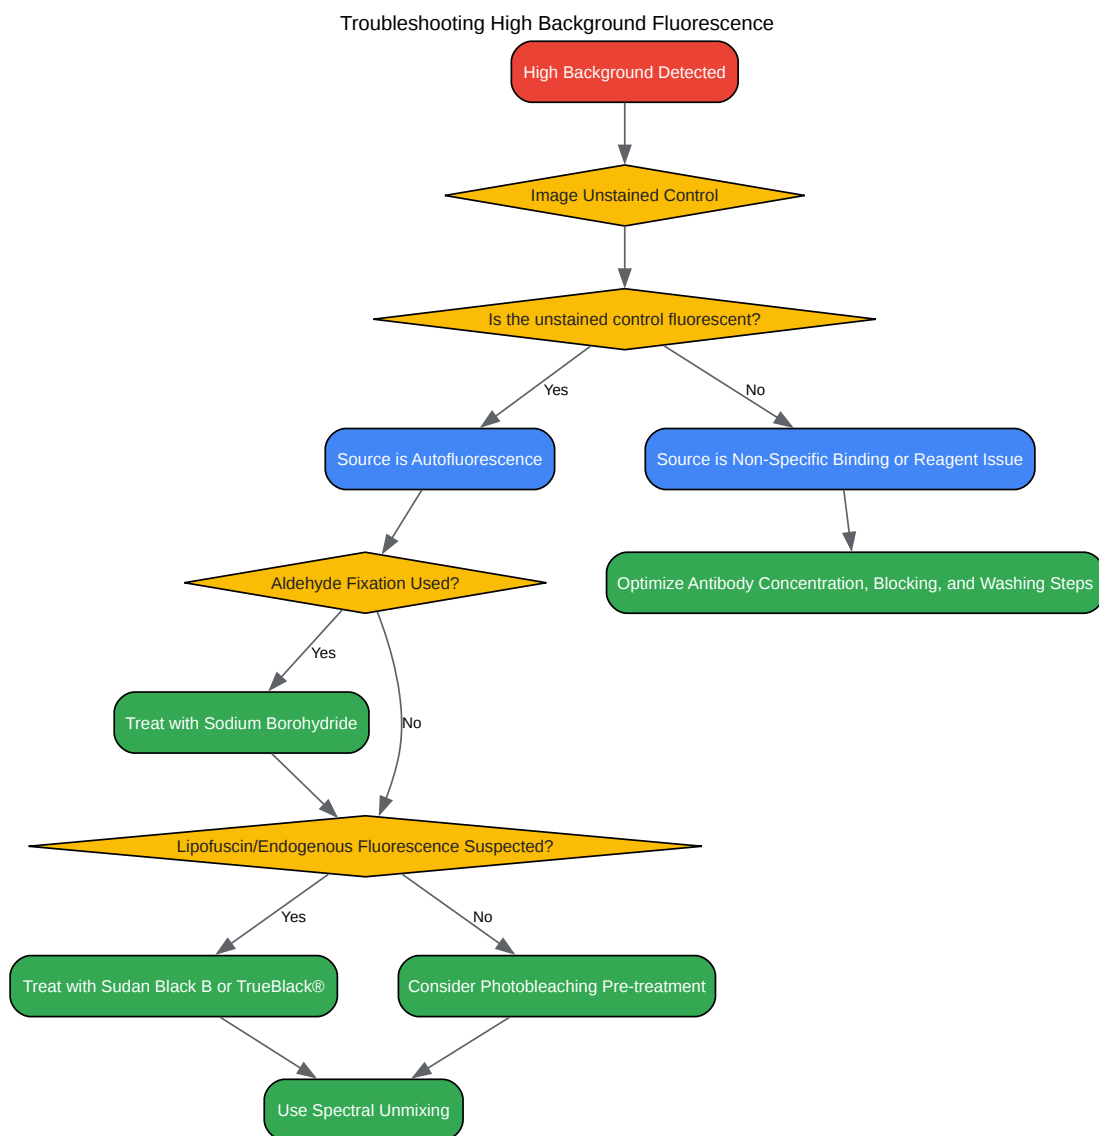 Troubleshooting High Background Fluorescence
High Background Detected
Image Unstained Control
Is the unstained control fluorescent?
Yes
No
Source is Autofluorescence
Source is Non-Specific Binding or Reagent Issue
Aldehyde Fixation Used?
Optimize Antibody Concentration, Blocking, and Washing Steps
Yes
Treat with Sodium Borohydride
No
Lipofuscin/Endogenous Fluorescence Suspected?
Yes
No
Treat with Sudan Black B or TrueBlack®
Consider Photobleaching Pre-treatment
Use Spectral Unmixing